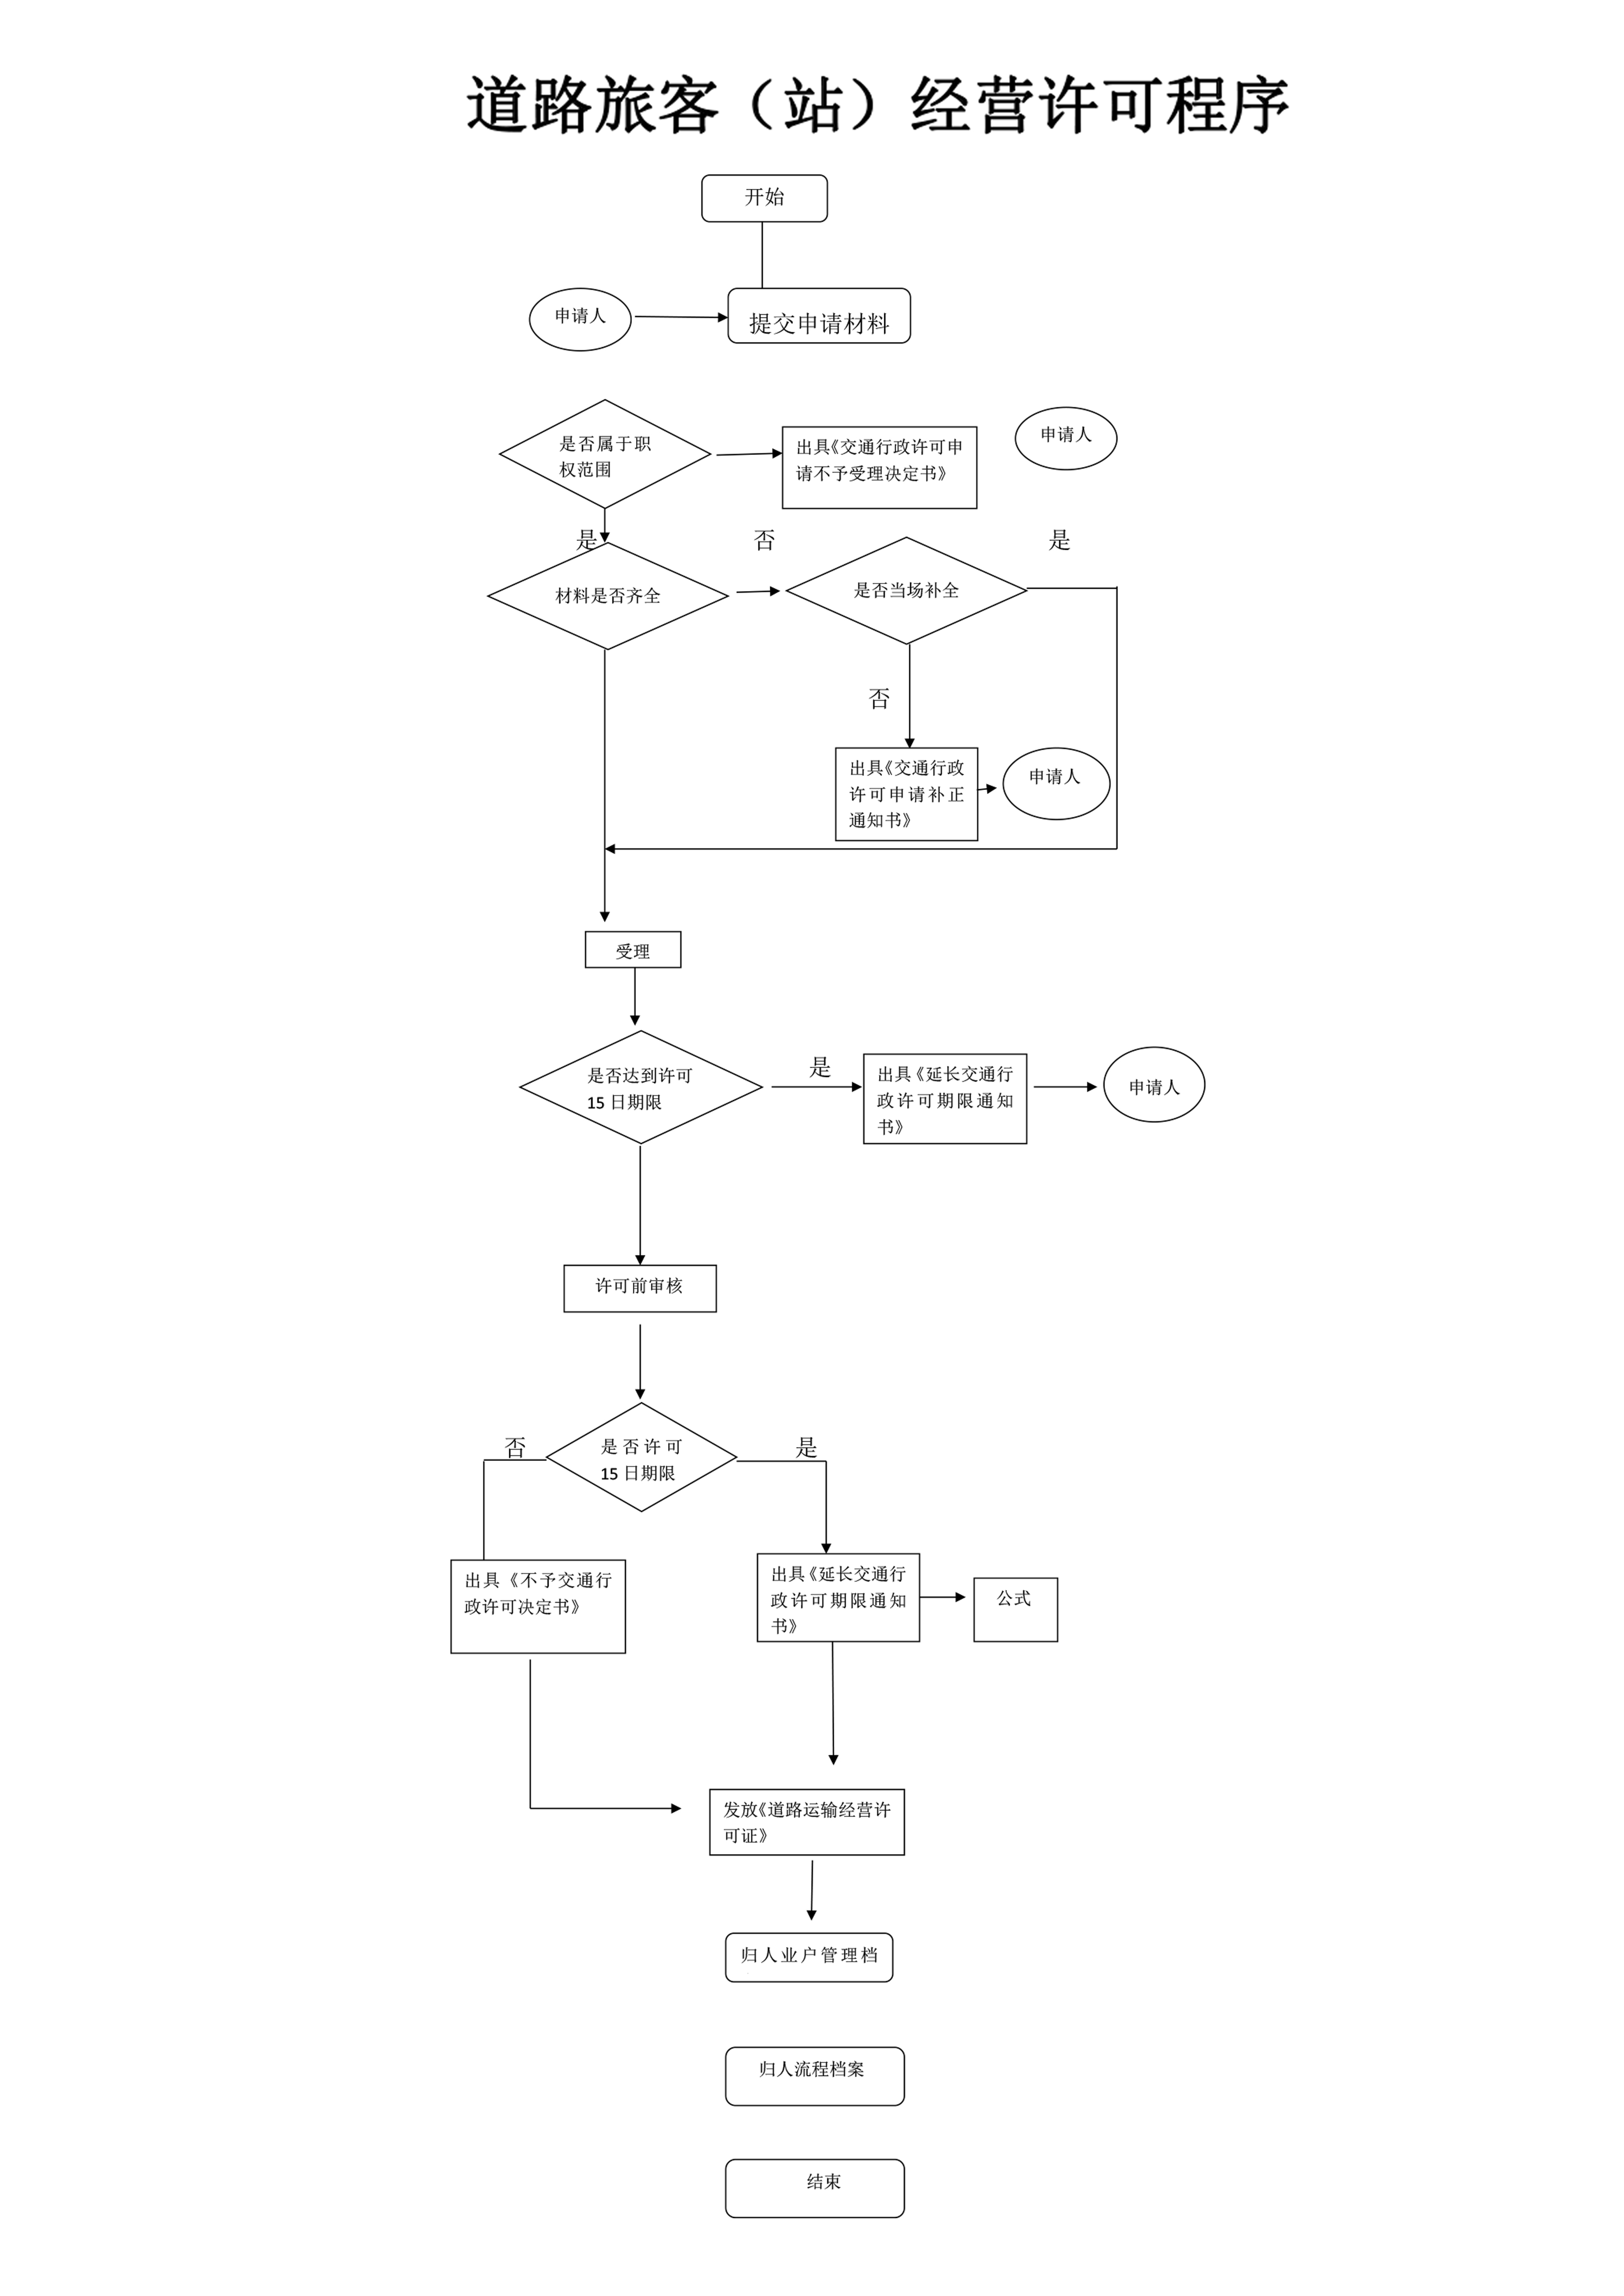 道路旅客（站）经营许可程序
开始
申请人
提交申请材料
是否属于职
权范围
出具《交通行政许可申
请不予受理决定书》
申请人
是
否
是
材料是否齐全
是否当场补全
否
出具《交通行政
许可申请补正
通知书》
申请人
受理
是否达到许可
15 日期限
是
出具《延长交通行
政许可期限通知
书》
申请人
许可前审核
否
是否许可
15 日期限
是
出具《不予交通行
政许可决定书》
出具《延长交通行
政许可期限通知
书》
公式
发放《道路运输经营许
可证》
归人业户管理档
归人流程档案
结束